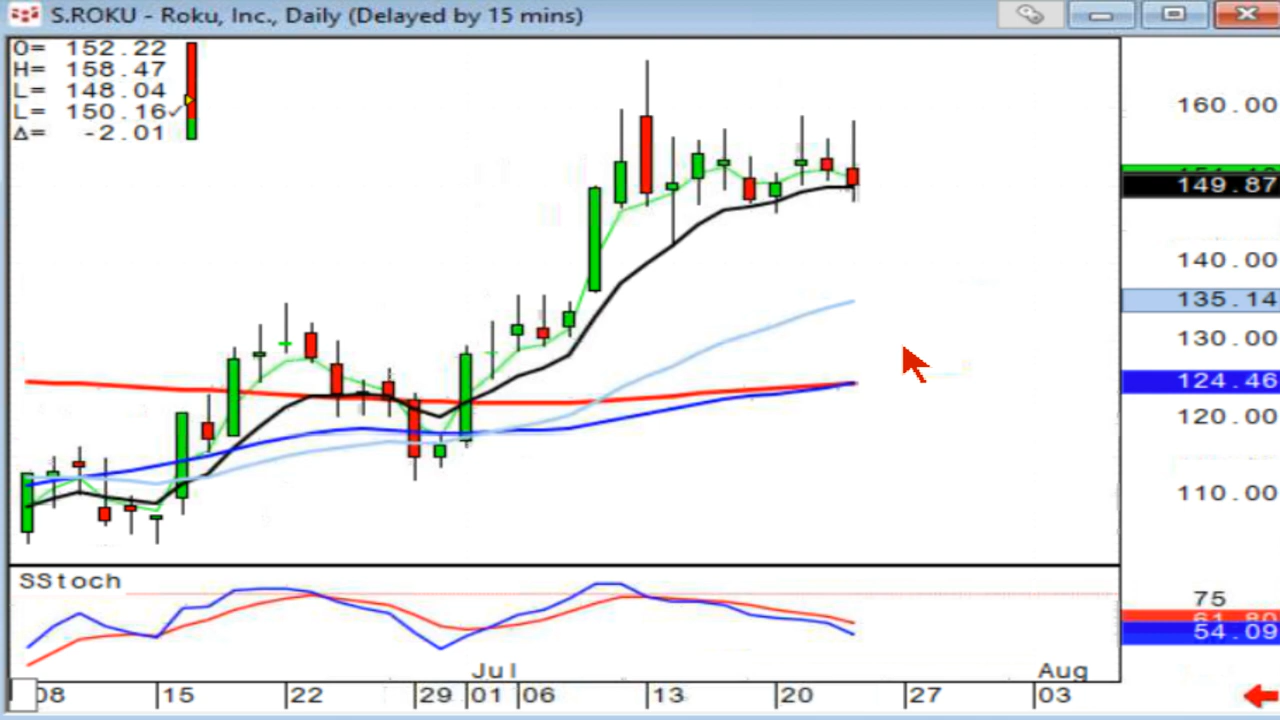 S.ROKU - Roku, Inc., Daily (Delayed by 15 mins)
O= 152.22
H= 158.47
L= 148.04
L= 150.16✓
Δ= -2.01
160.00
149.87
140.00
135.14
130.00
124.46
120.00
110.00
SStoch
75
61.80
54.09
Jul Aug
08 15 22 29 01 06 13 20 27 03